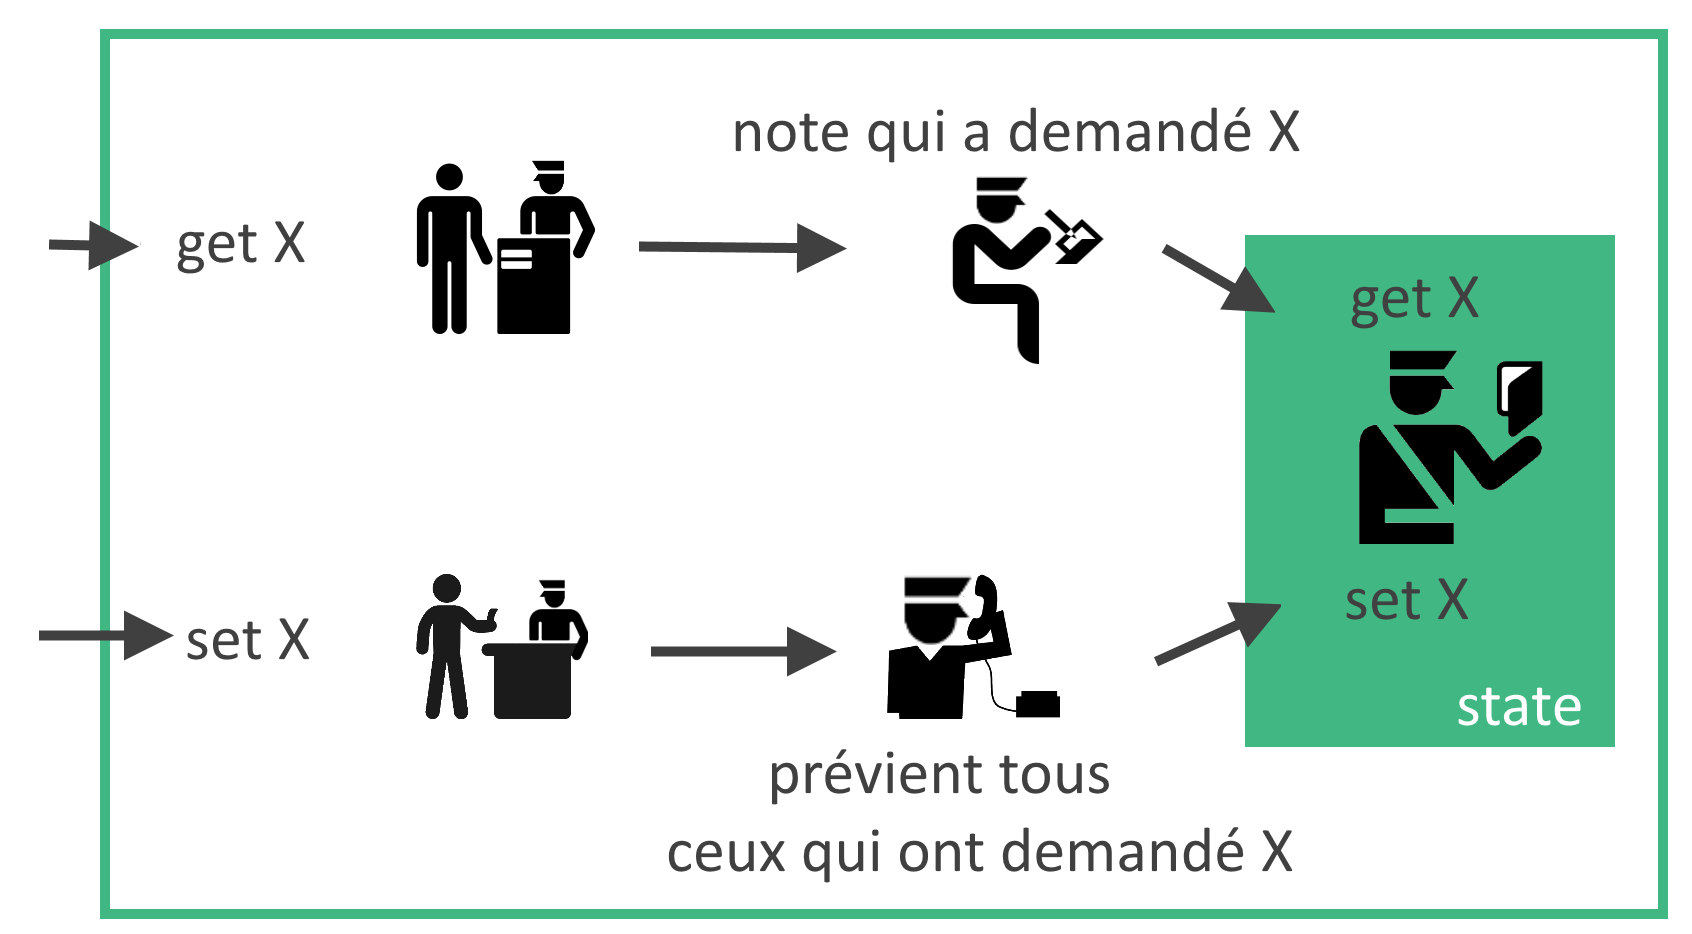 note qui a demandé X
get X
get X
set X
set X
state
prévient tous
ceux qui ont demandé X